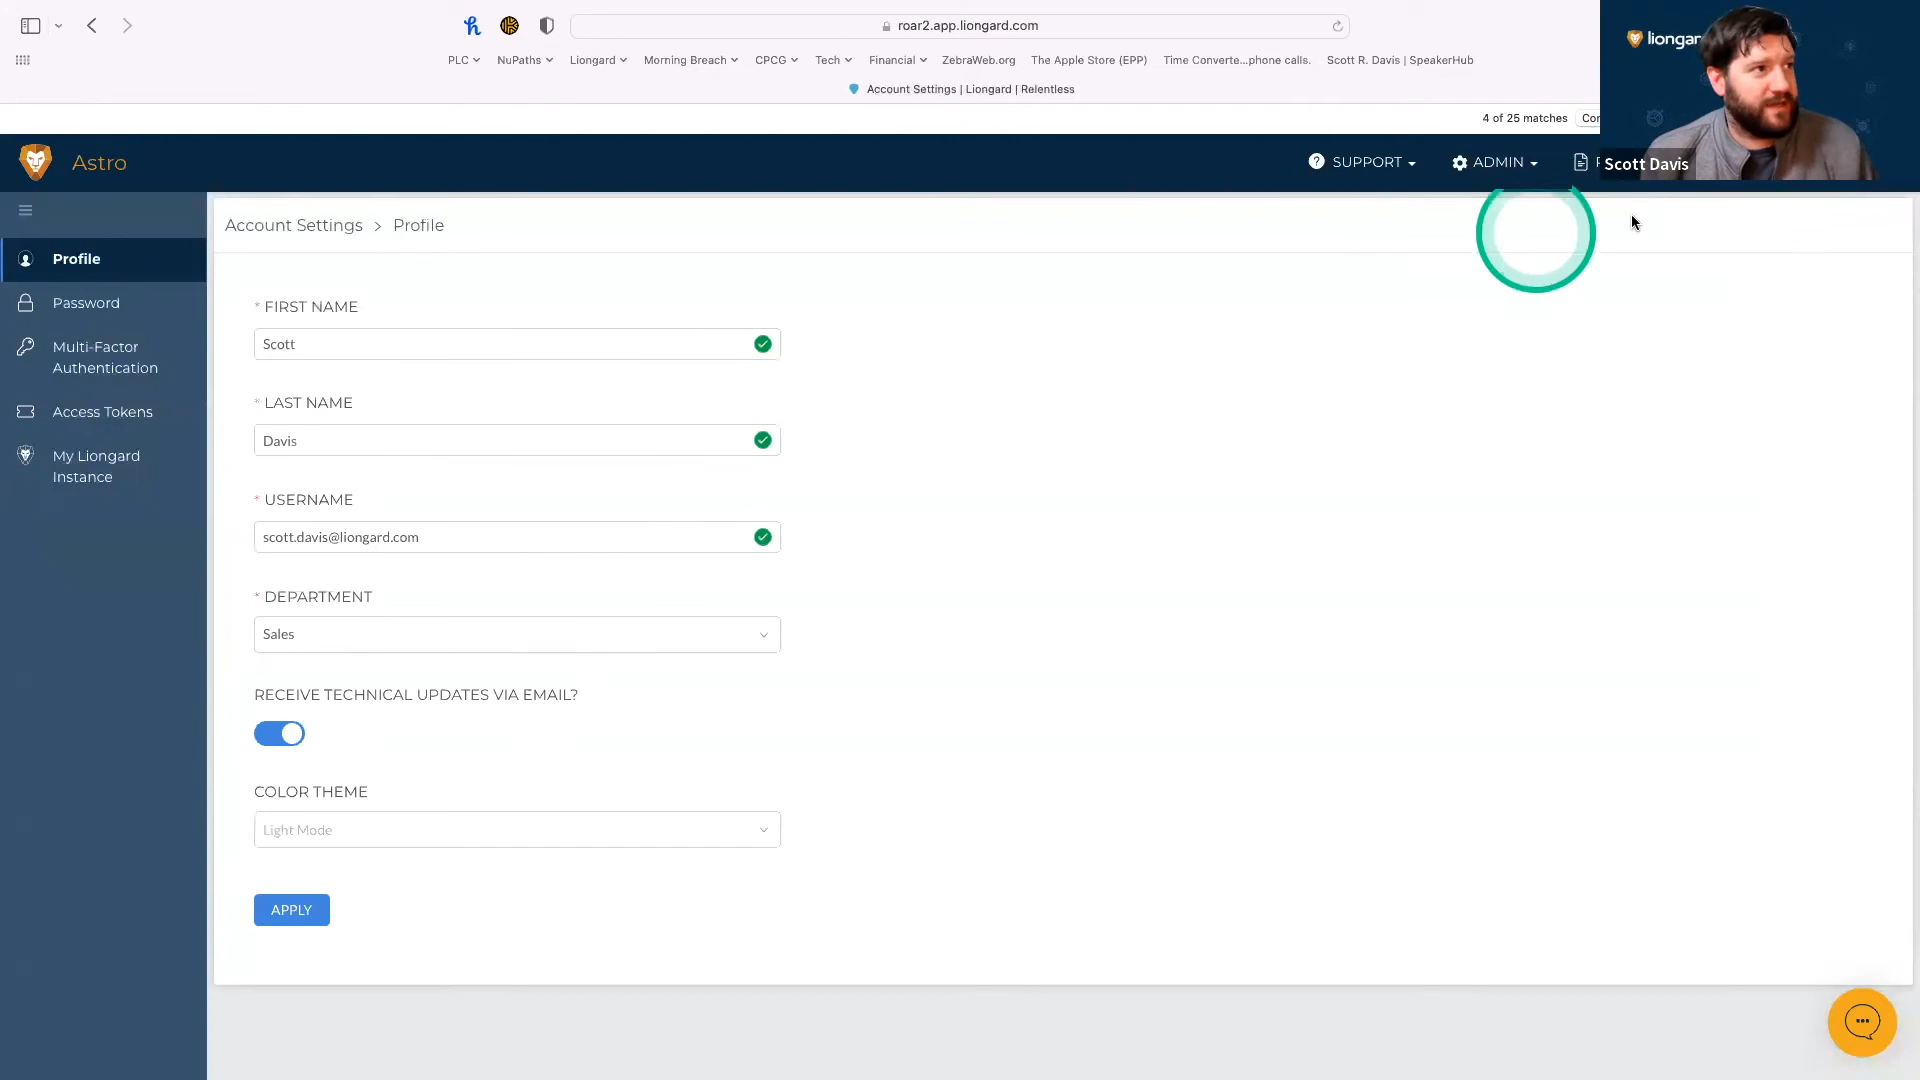 roar2.app.liongard.com
PLC
NuPaths
Liongard
Morning Breach
CPCG
Tech
Financial
ZebraWeb.org
The Apple Store (EPP)
Time Converte...phone calls.
Scott R. Davis | SpeakerHub
Account Settings | Liongard | Relentless
4 of 25 matches
Astro
SUPPORT
ADMIN
Scott Davis
Account Settings > Profile
Profile
Password
Multi-Factor
Authentication
Access Tokens
My Liongard
Instance
* FIRST NAME
Scott
* LAST NAME
Davis
* USERNAME
scott.davis@liongard.com
* DEPARTMENT
Sales
RECEIVE TECHNICAL UPDATES VIA EMAIL?
COLOR THEME
Light Mode
APPLY